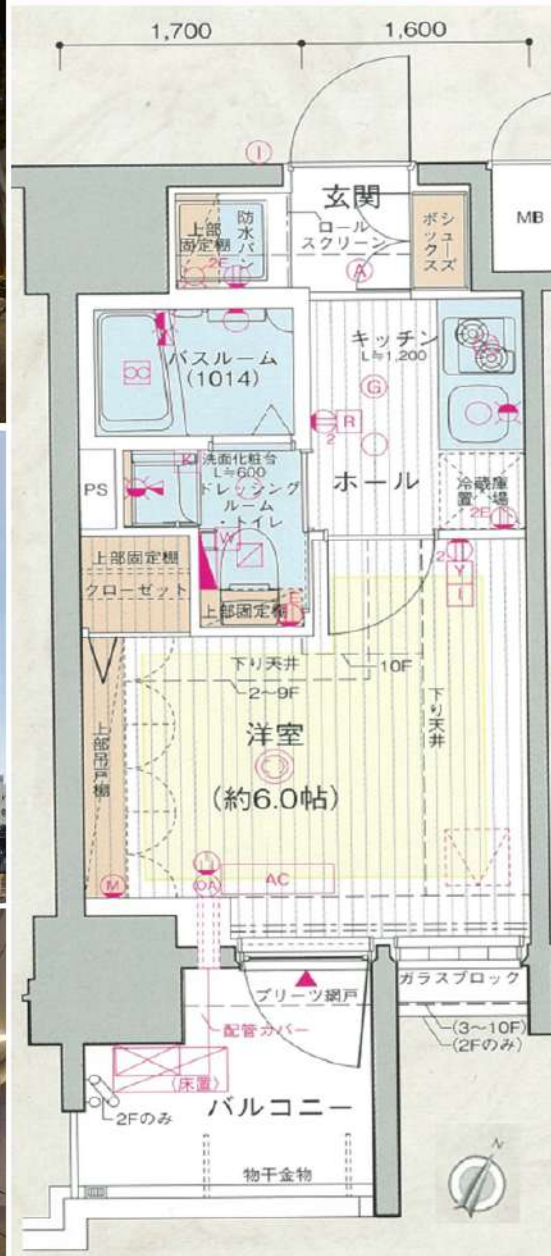 1,700
1,600
I
玄関
ロール
スクリーン
上部
固定棚
防水パン
2E
A
シューズ
ボックス
MB
バスルーム
(1014)
キッチン
L≒1,200
G
R
2
ホール
冷蔵庫
置場
2E
PS
K
洗面化粧台
L≒600
ドレッシング
ルーム
・トイレ
W
E
上部固定棚
クローゼット
上部固定棚
2
Y
I
下り天井
10F
2~9F
下り天井
洋室
(約6.0帖)
上部吊戸棚
M
OA
AC
プリーツ網戸
ガラスブロック
(3~10F)
(2Fのみ)
配管カバー
(床置)
2Fのみ
バルコニー
物干金物
N